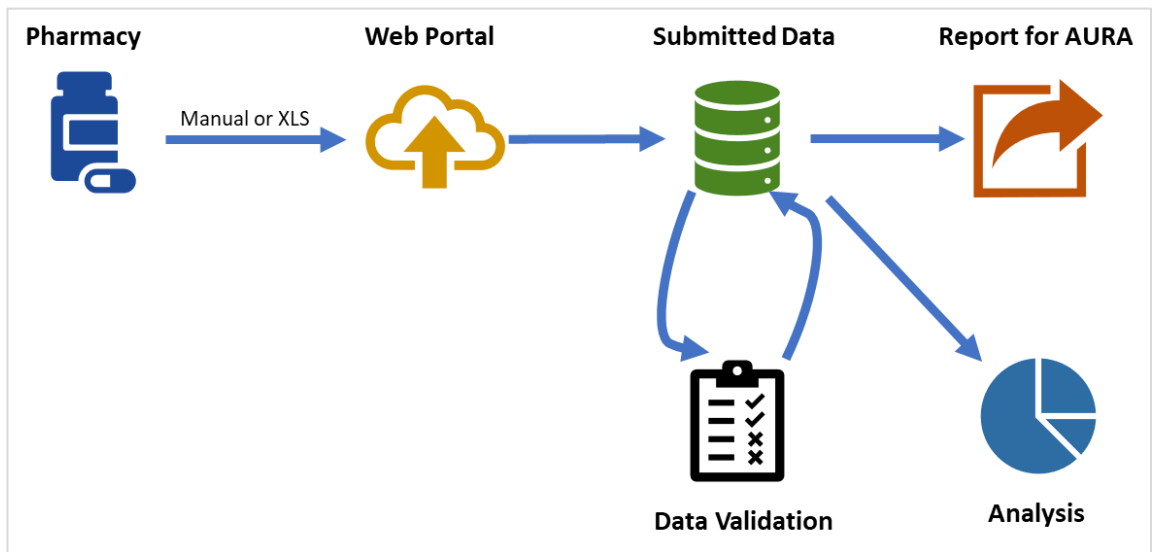 Pharmacy
Web Portal
Submitted Data
Report for AURA
Manual or XLS
Data Validation
Analysis